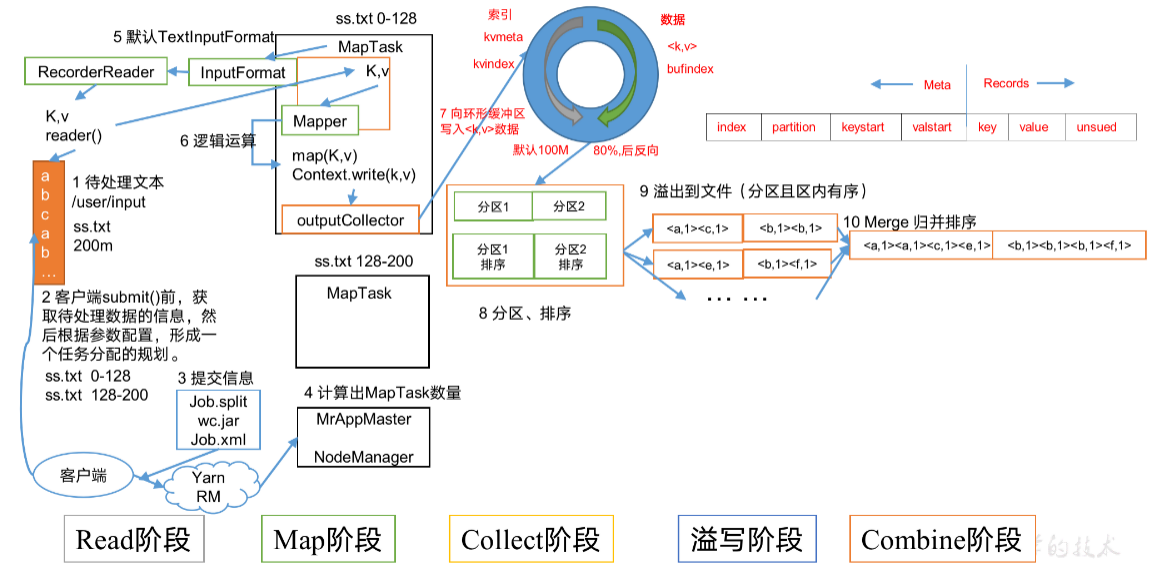 ss.txt 0-128
5 默认TextInputFormat
MapTask
RecorderReader
InputFormat
K,v
K,v
reader()
Mapper
6 逻辑运算
map(K,v)
Context.write(k,v)
outputCollector
a
b
c
a
b
...
1 待处理文本
/user/input
ss.txt
200m
2 客户端submit()前，获
取待处理数据的信息，然
后根据参数配置，形成一
个任务分配的规划。
ss.txt 0-128
ss.txt 128-200
3 提交信息
Job.split
wc.jar
Job.xml
客户端
Yarn
RM
ss.txt 128-200
MapTask
4 计算出MapTask数量
MrAppMaster
NodeManager
索引
kvmeta
kvindex
数据
<k,v>
bufindex
7 向环形缓冲区
写入<k,v>数据
默认100M
80%,后反向
Meta
Records
index
partition
keystart
valstart
key
value
unsued
分区1
分区2
分区1
排序
分区2
排序
8 分区、排序
9 溢出到文件（分区且区内有序）
<a,1><c,1>
<b,1><b,1>
<a,1><e,1>
<b,1><f,1>
... ...
10 Merge 归并排序
<a,1><a,1><c,1><e,1>
<b,1><b,1><b,1><f,1>
Read阶段
Map阶段
Collect阶段
溢写阶段
Combine阶段
的技术